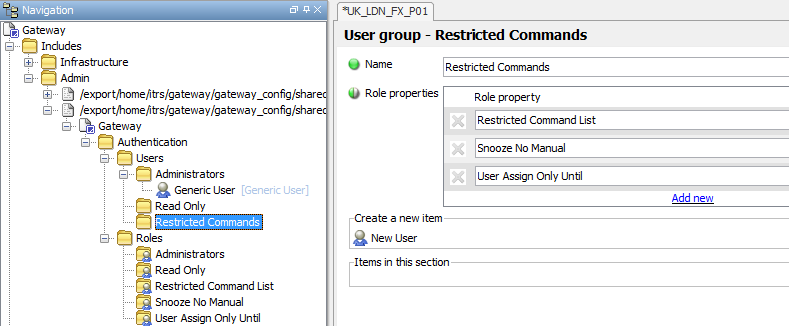 Navigation
Gateway
Includes
Infrastructure
Admin
/export/home/itrs/gateway/gateway_config/shared
/export/home/itrs/gateway/gateway_config/shared
Gateway
Authentication
Users
Administrators
Generic User [Generic User]
Read Only
Restricted Commands
Roles
Administrators
Read Only
Restricted Command List
Snooze No Manual
User Assign Only Until
*UK_LDN_FX_P01
User group - Restricted Commands
Name
Restricted Commands
Role properties
Role property
Restricted Command List
Snooze No Manual
User Assign Only Until
Add new
Create a new item
New User
Items in this section